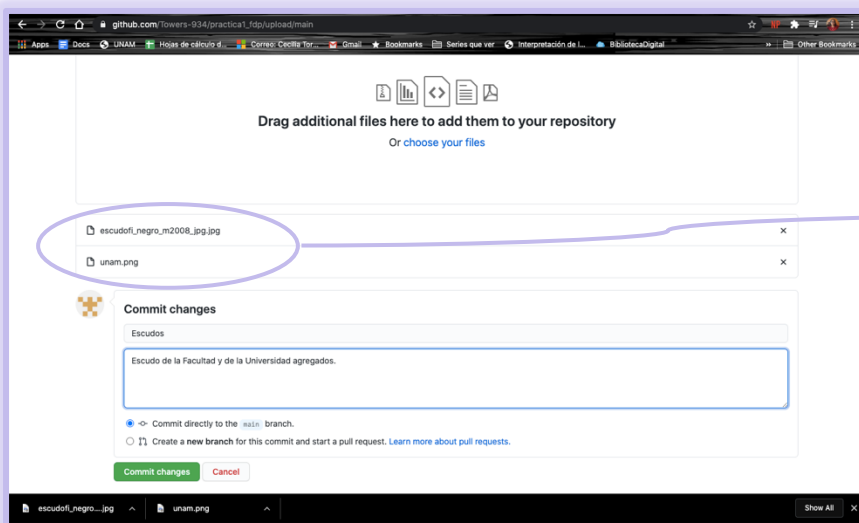 github.com/Towers-934/practica1_fdp/upload/main
Apps Docs UNAM Hojas de cálculo d... Correo: Cecilia Tor... Gmail Bookmarks Series que ver Interpretación de l... BibliotecaDigital » Other Bookmarks
Drag additional files here to add them to your repository
Or choose your files
escudofi_negro_m2008_jpg.jpg
unam.png
Commit changes
Escudos
Escudo de la Facultad y de la Universidad agregados.
Commit directly to the main branch.
Create a new branch for this commit and start a pull request. Learn more about pull requests.
Commit changes Cancel
escudofi_negro....jpg unam.png Show All